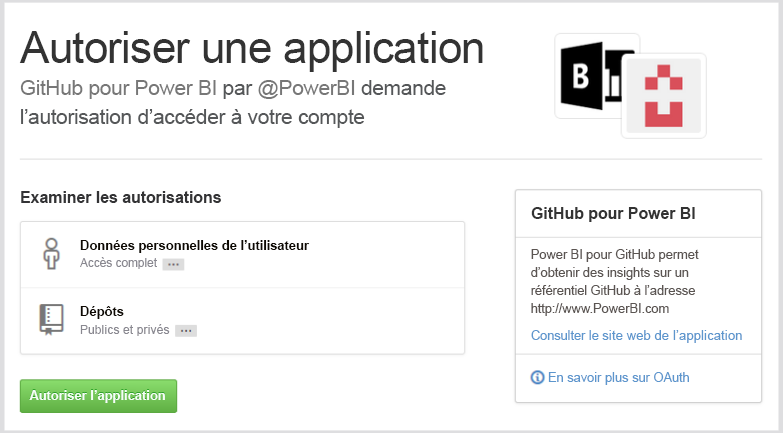 Autoriser une application
GitHub pour Power BI par @PowerBI demande
l’autorisation d’accéder à votre compte
B
Examiner les autorisations
Données personnelles de l’utilisateur
Accès complet ...
Dépôts
Publics et privés ...
Autoriser l’application
GitHub pour Power BI
Power BI pour GitHub permet
d’obtenir des insights sur un
référentiel GitHub à l’adresse
http://www.PowerBI.com
Consulter le site web de l’application
En savoir plus sur OAuth